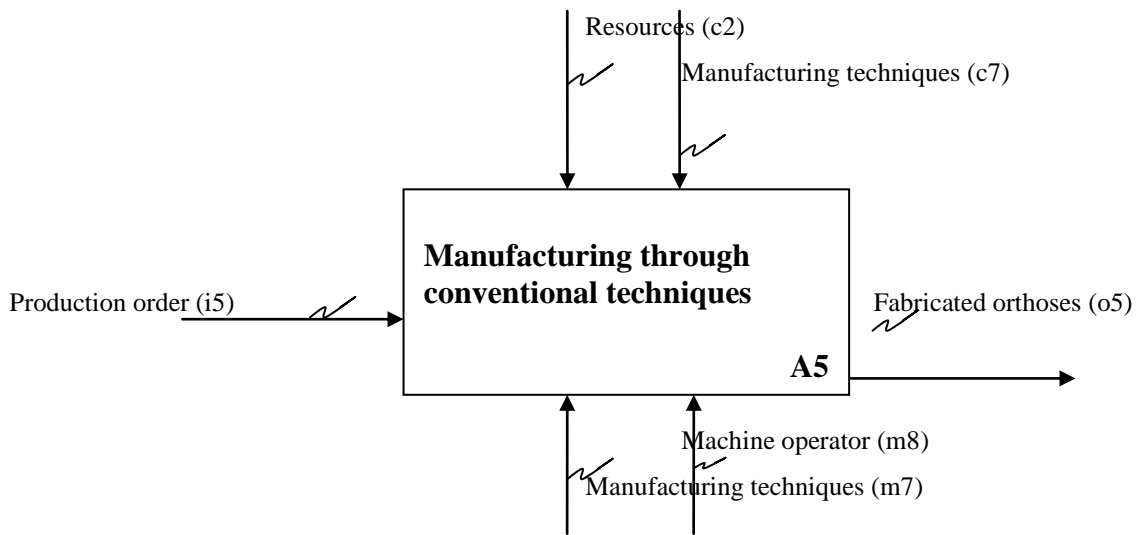 Resources (c2)
Manufacturing techniques (c7)
Manufacturing through
conventional techniques
Production order (i5)
Fabricated orthoses (o5)
A5
Machine operator (m8)
Manufacturing techniques (m7)